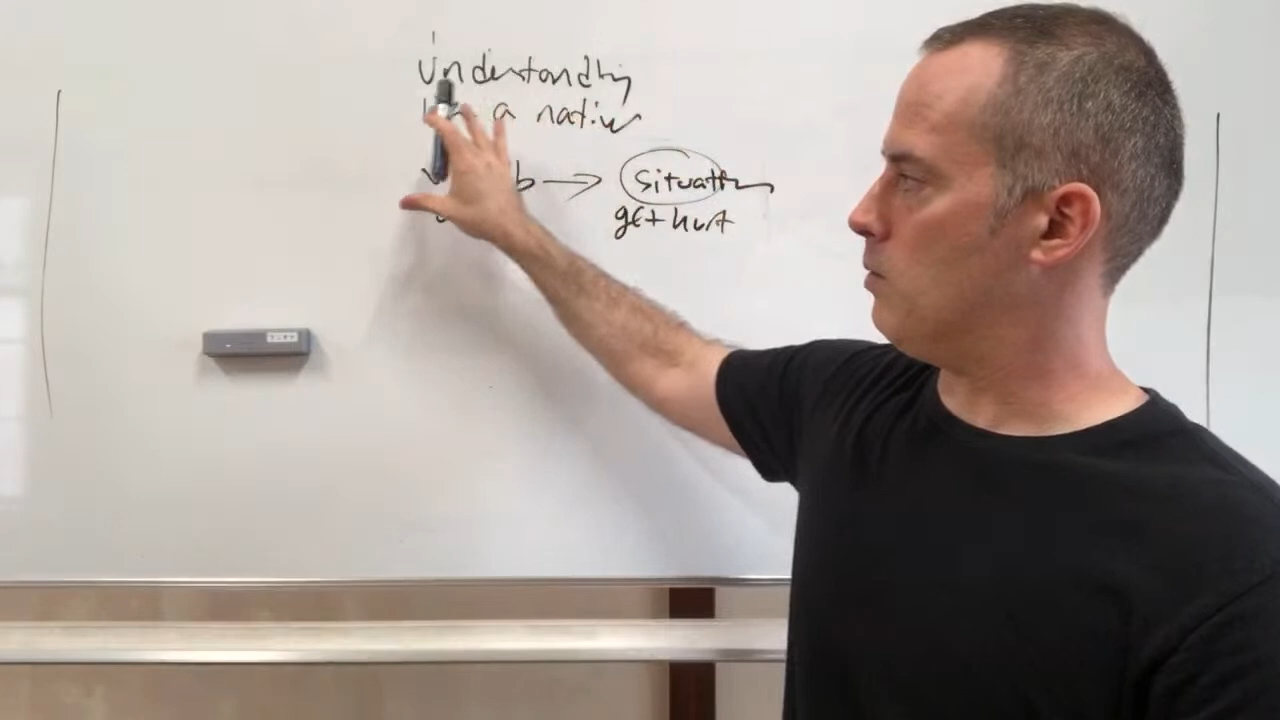 Understanding
a native
→ situation
get hurt